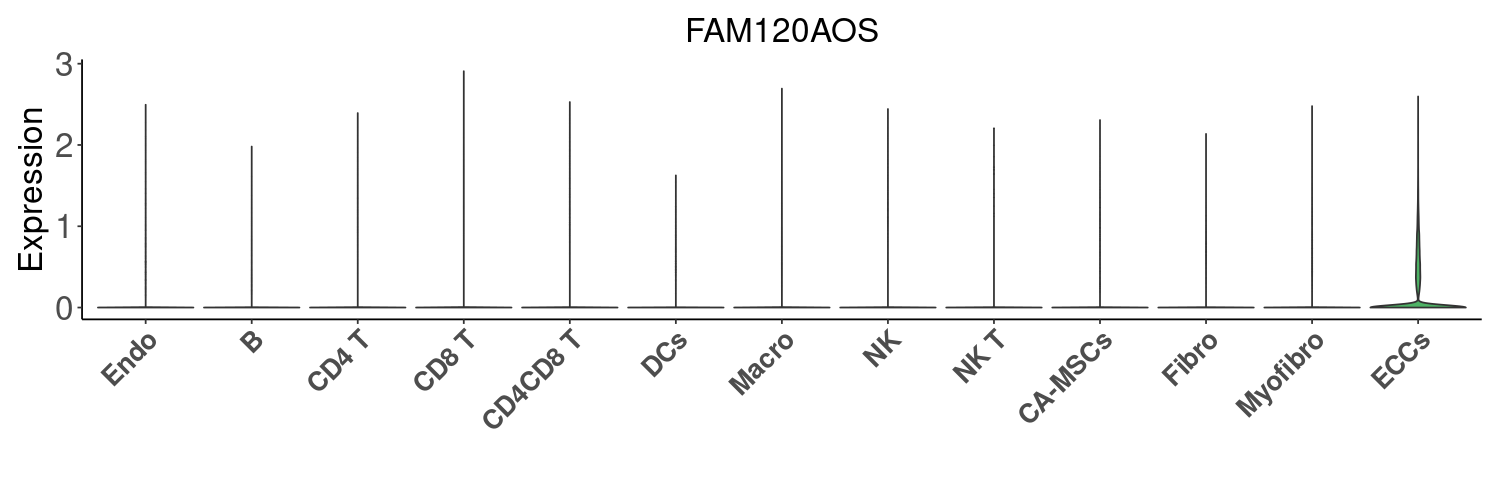 FAM120AOS
Expression
3
2
1
0
Endo
B
CD4 T
CD8 T
CD4CD8 T
DCs
Macro
NK
NK T
CA-MSCs
Fibro
Myofibro
ECCs